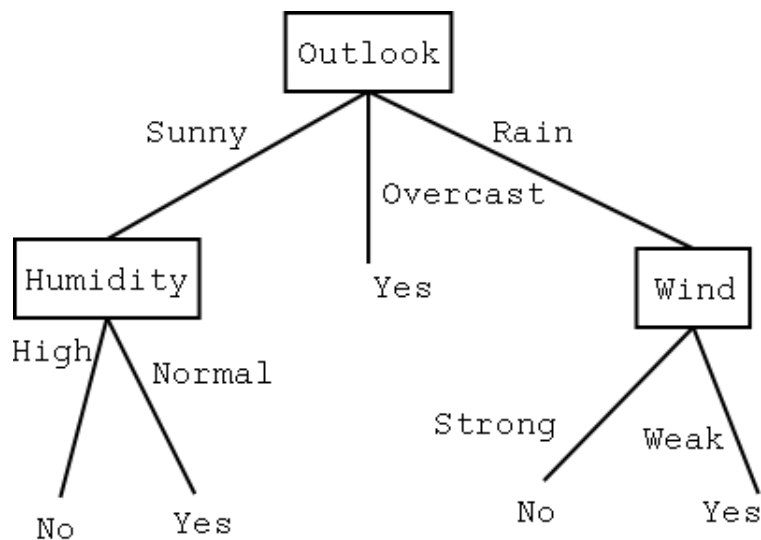 Outlook
Sunny
Rain
Overcast
Humidity
Yes
Wind
High
Normal
Strong
Weak
No
Yes
No
Yes